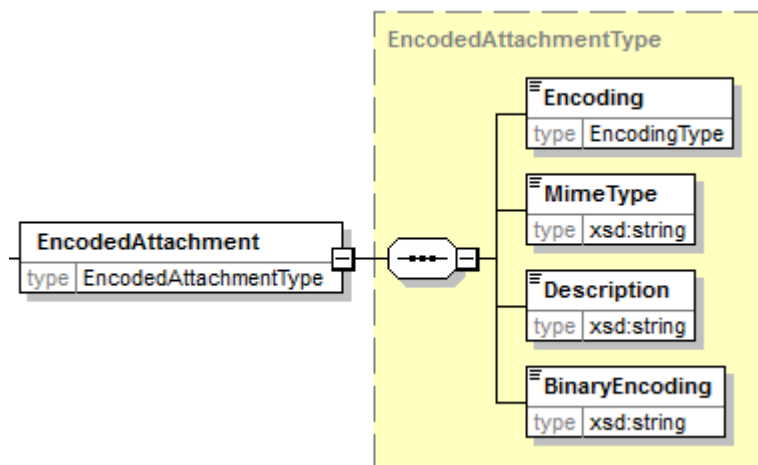 EncodedAttachmentType
Encoding
type EncodingType
MimeType
type xsd:string
EncodedAttachment
type EncodedAttachmentType
Description
type xsd:string
BinaryEncoding
type xsd:string